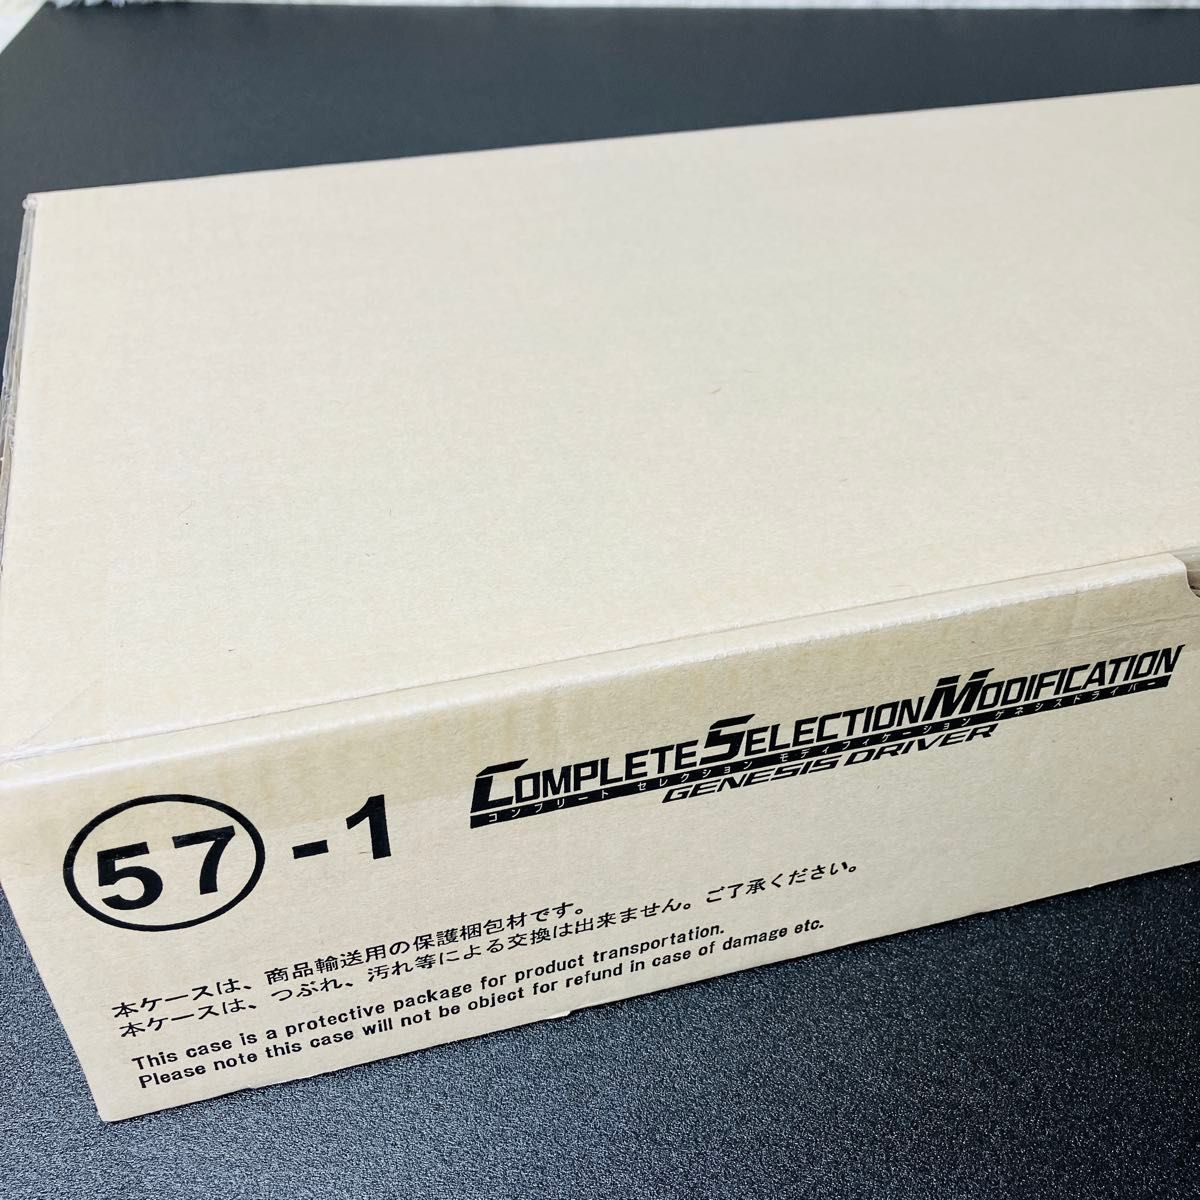 COMPLETE SELECTION MODIFICATION
コンプリート セレクション モディフィケーション ゲネシスドライバー
GENESIS DRIVER
57-1
本ケースは、商品輸送用の保護梱包材です。
本ケースは、つぶれ、汚れ等による交換は出来ません。ご了承ください。
This case is a protective package for product transportation.
Please note this case will not be object for refund in case of damage etc.